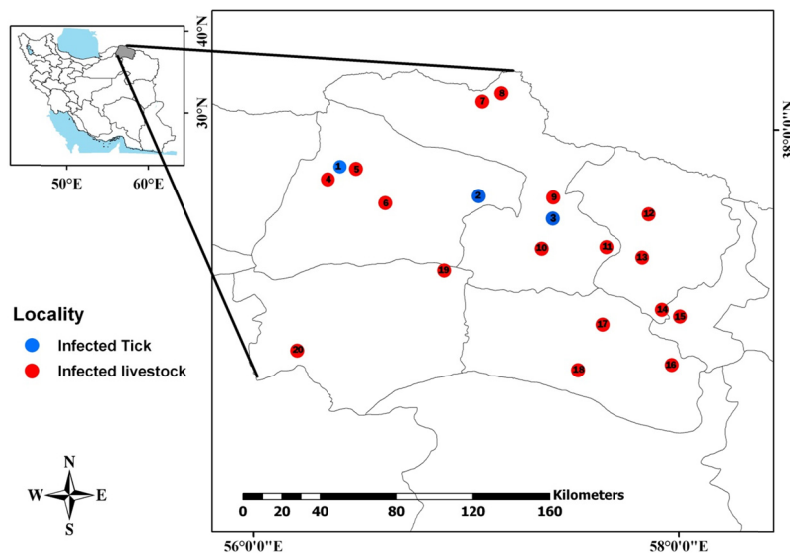 40°N
30°N
50°E
60°E
38°0'0"N
8
7
1
5
4
2
9
6
3
12
10
11
13
19
14
15
17
20
16
18
Locality
Infected Tick
Infected livestock
N
W
E
S
Kilometers
0 20 40 80 120 160
56°0'0"E
58°0'0"E